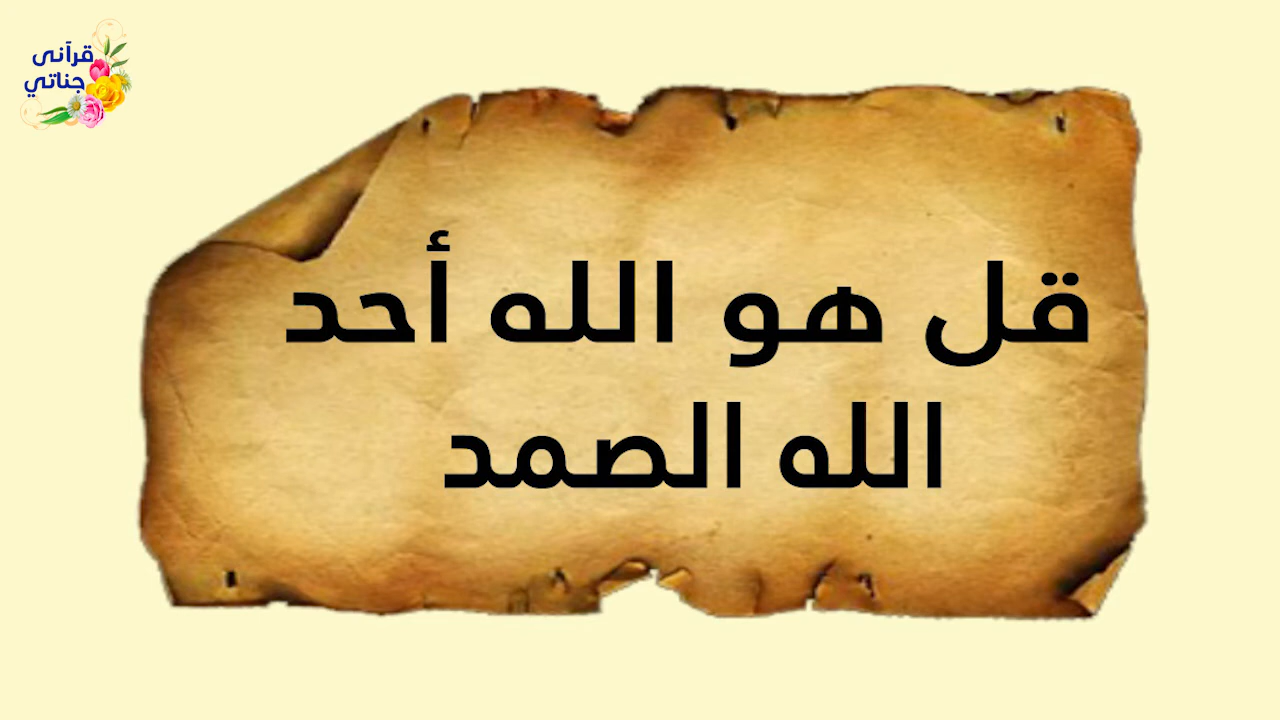 قرآنى
جناتي
قل هو الله أحد
الله الصمد